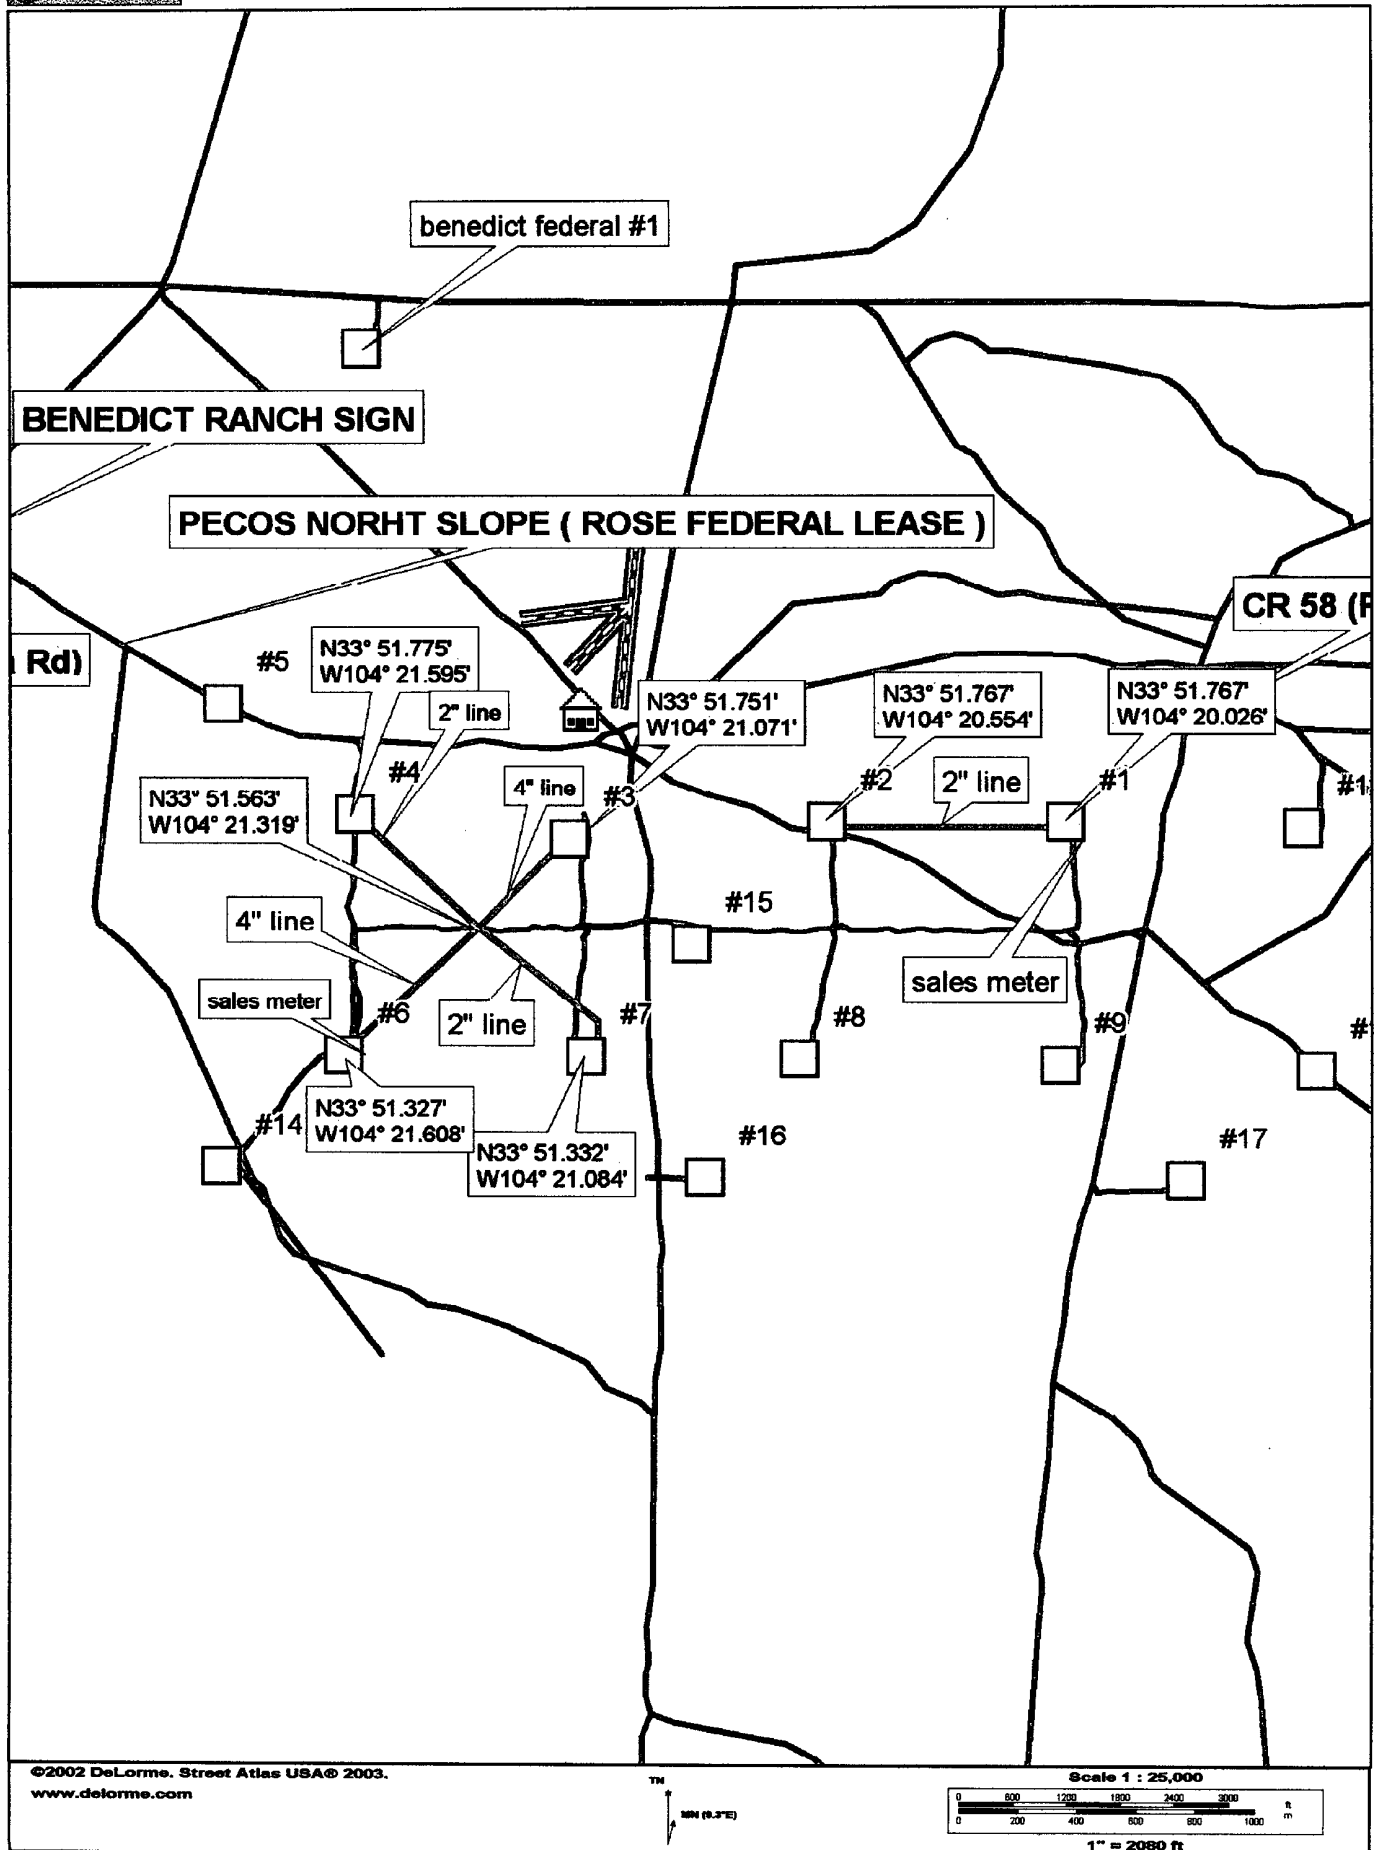 benedict federal #1
BENEDICT RANCH SIGN
PECOS NORHT SLOPE ( ROSE FEDERAL LEASE )
CR 58 (F
Rd)
#5
N33° 51.775'
W104° 21.595'
2" line
N33° 51.751'
W104° 21.071'
N33° 51.767'
W104° 20.554'
N33° 51.767'
W104° 20.026'
#4
4" line
#3
#2
2" line
#1
#1
N33° 51.563'
W104° 21.319'
4" line
#15
sales meter
sales meter
#6
2" line
#7
#8
#9
#
N33° 51.327'
W104° 21.608'
#14
N33° 51.332'
W104° 21.084'
#16
#17
©2002 DeLorme. Street Atlas USA® 2003.
www.delorme.com
TN
MN (9.3°E)
Scale 1 : 25,000
0 600 1200 1800 2400 3000
ft
m
0 200 400 600 800 1000
1" = 2080 ft